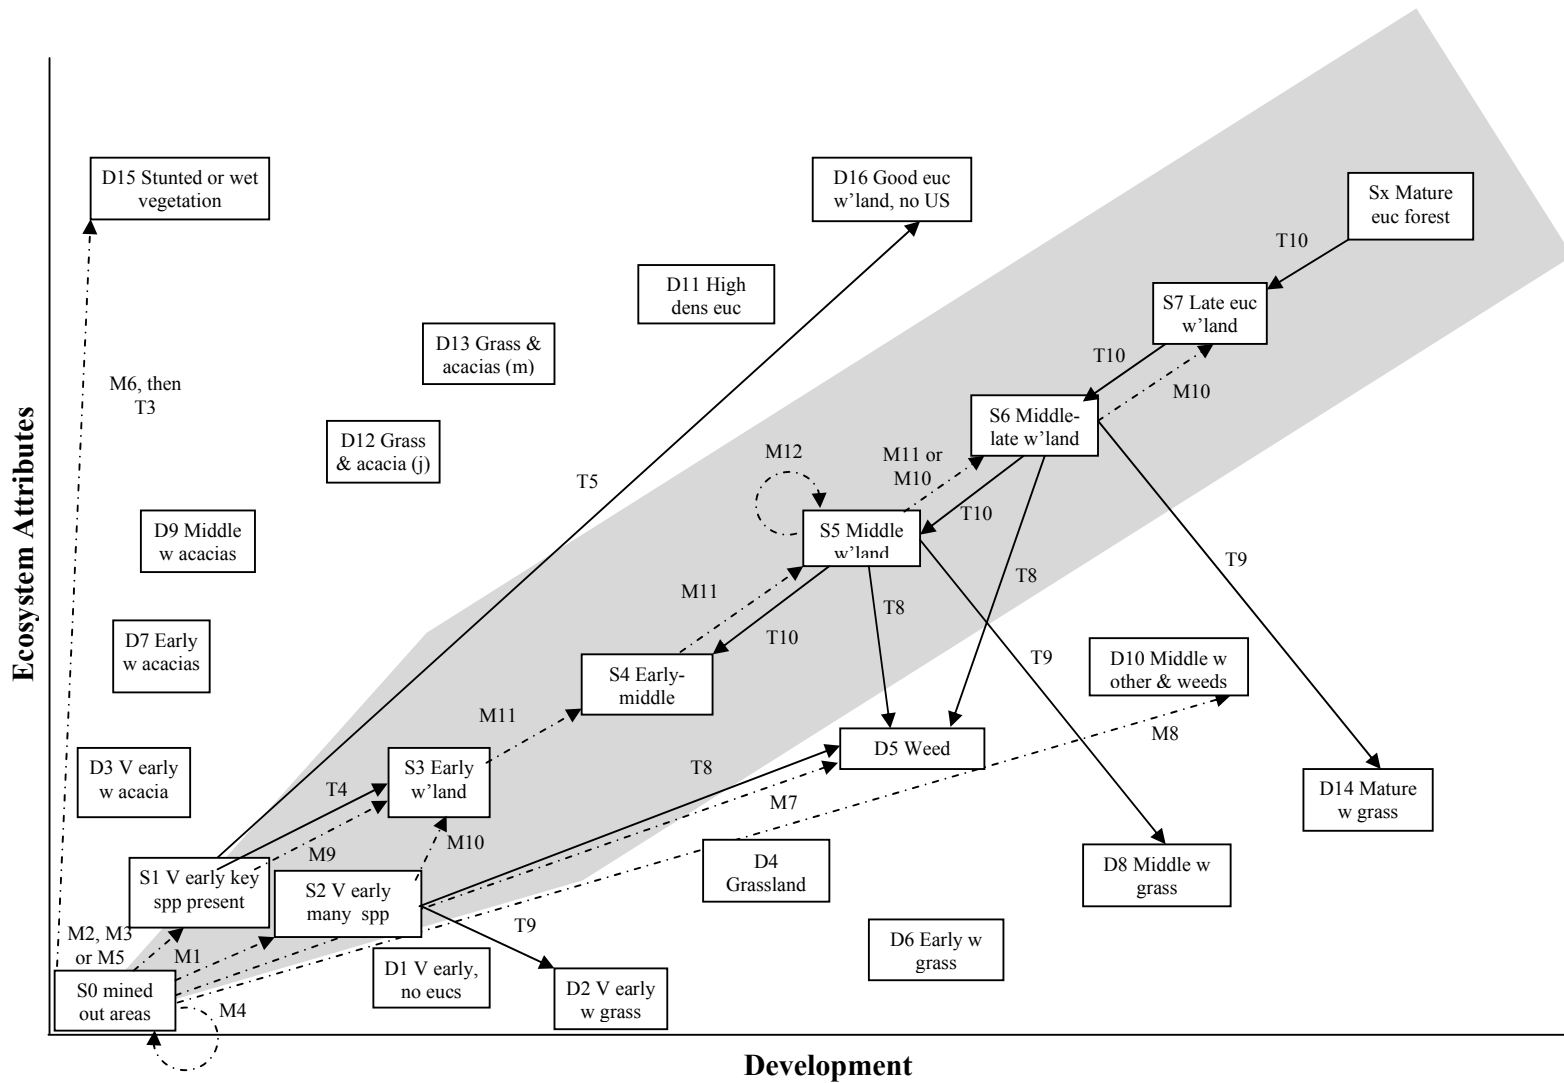 D15 Stunted or wet
vegetation
D16 Good euc
w’land, no US
Sx Mature
euc forest
T10
D11 High
dens euc
S7 Late euc
w’land
D13 Grass &
acacias (m)
T10
M10
M6, then
T3
S6 Middle-
late w’land
D12 Grass
& acacia (j)
M12
M11 or
M10
T5
T10
D9 Middle
w acacias
S5 Middle
w’land
T9
T8
M11
T8
D7 Early
w acacias
T10
T9
D10 Middle w
other & weeds
S4 Early-
middle
M11
M8
D5 Weed
D3 V early
w acacia
S3 Early
w’land
T8
T4
M7
D14 Mature
w grass
M10
M9
D4
Grassland
D8 Middle w
grass
S1 V early key
spp present
S2 V early
many spp
T9
M2, M3
or M5
M1
D6 Early w
grass
D1 V early,
no eucs
D2 V early
w grass
S0 mined
out areas
M4
Ecosystem Attributes
Development